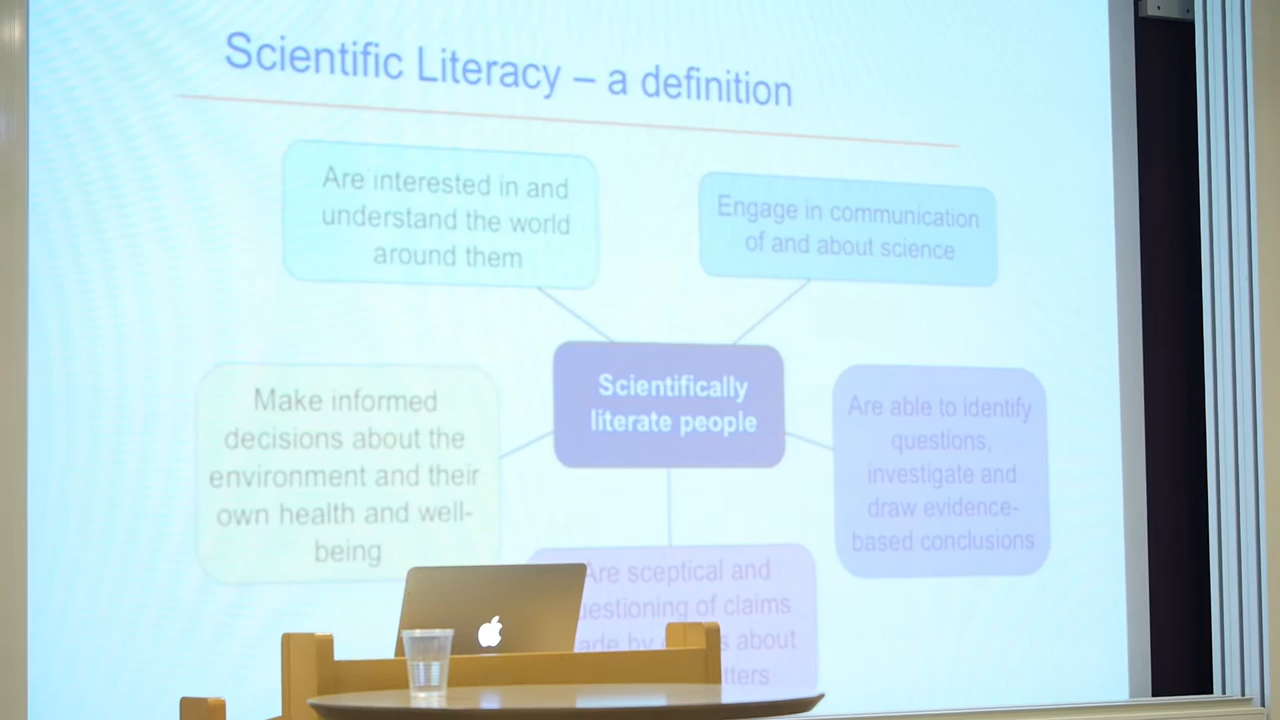 Scientific Literacy – a definition
Are interested in and
understand the world
around them
Engage in communication
of and about science
Scientifically
literate people
Make informed
decisions about the
environment and their
own health and well-
being
Are able to identify
questions,
investigate and
draw evidence-
based conclusions
Are sceptical and
of claims
by about